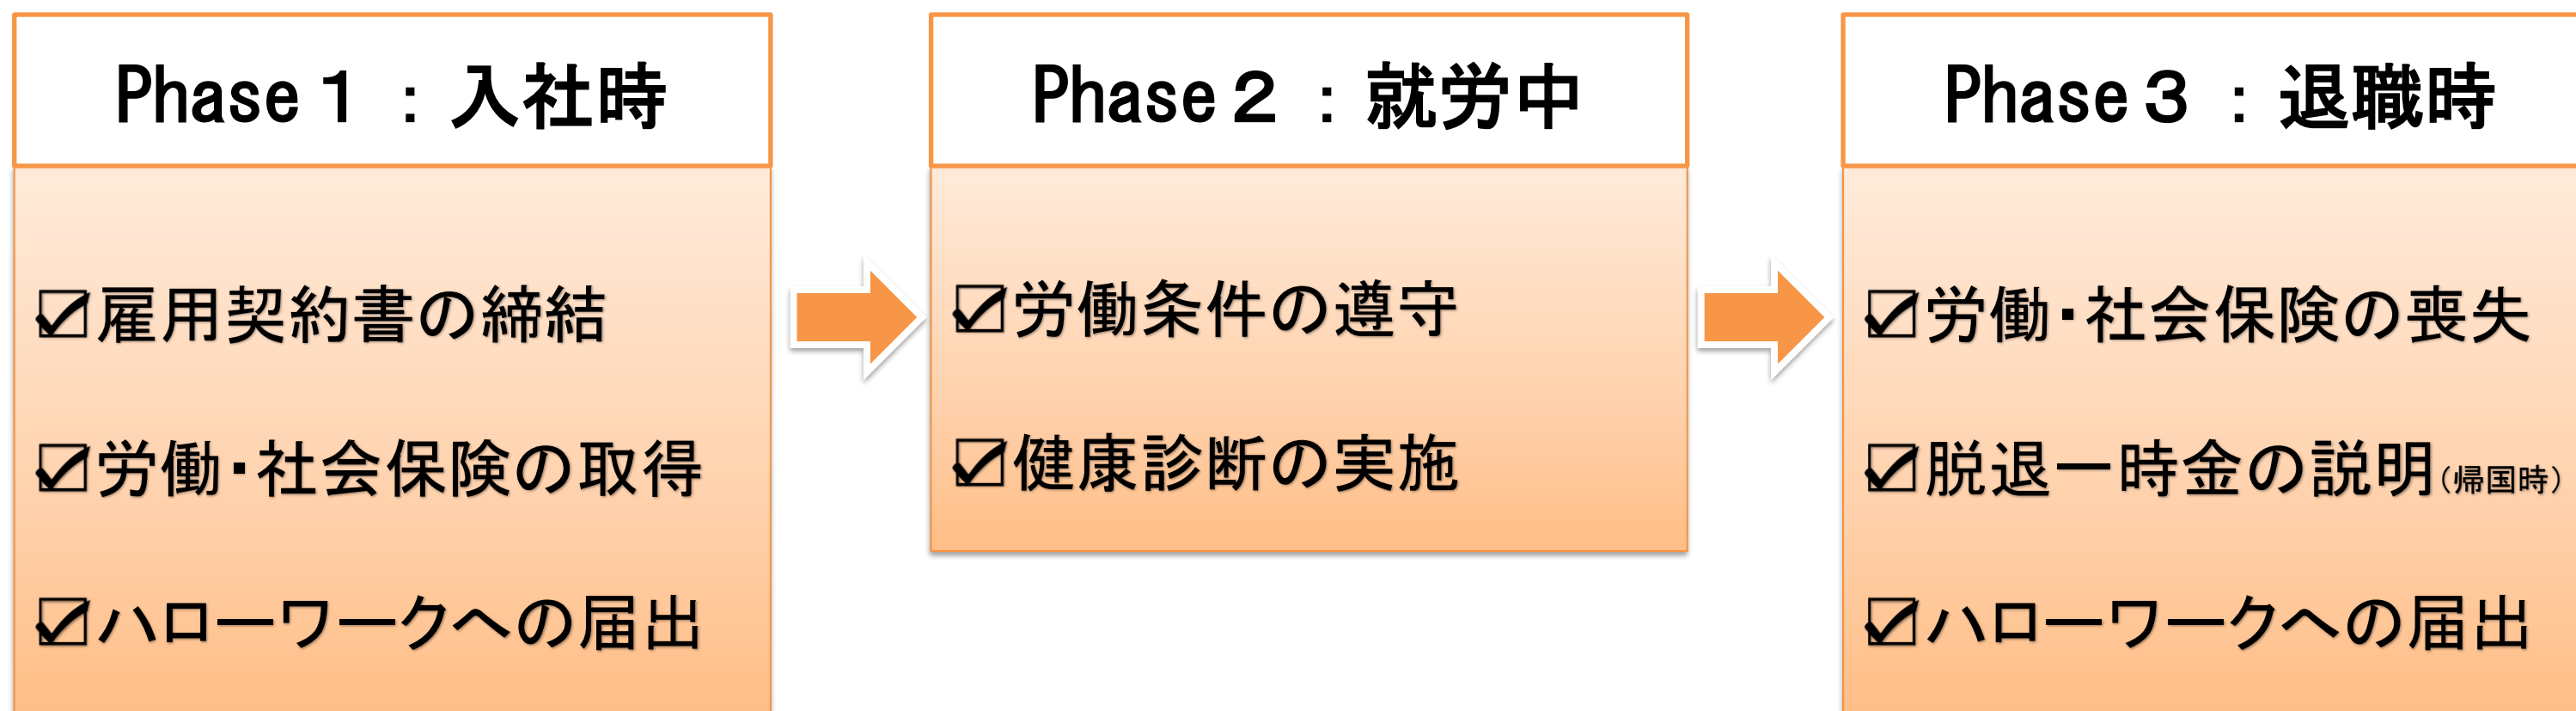 Phase１：入社時
☑雇用契約書の締結
☑労働・社会保険の取得
☑ハローワークへの届出
Phase２：就労中
☑労働条件の遵守
☑健康診断の実施
Phase３：退職時
☑労働・社会保険の喪失
☑脱退一時金の説明（帰国時）
☑ハローワークへの届出